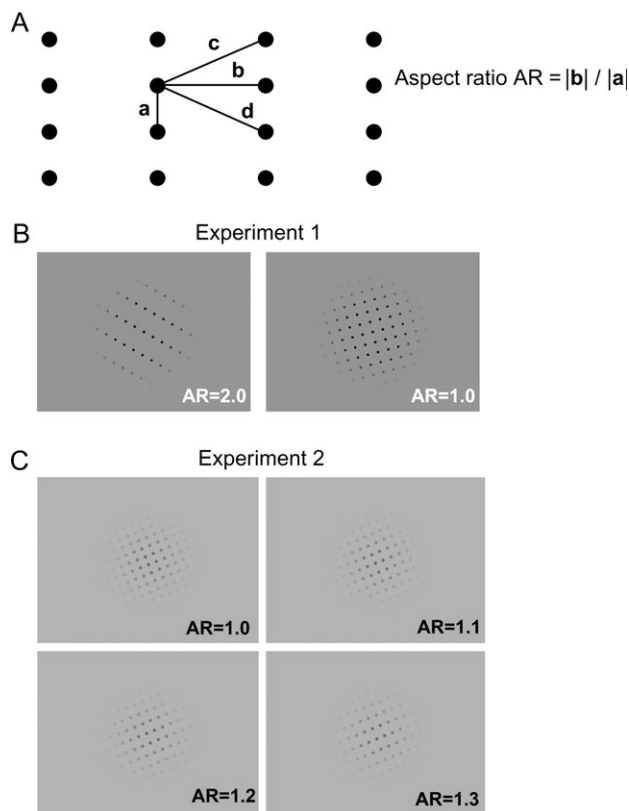 A
c
b
a
d
Aspect ratio AR = |b| / |a|
B
Experiment 1
AR=2.0
AR=1.0
C
Experiment 2
AR=1.0
AR=1.1
AR=1.2
AR=1.3